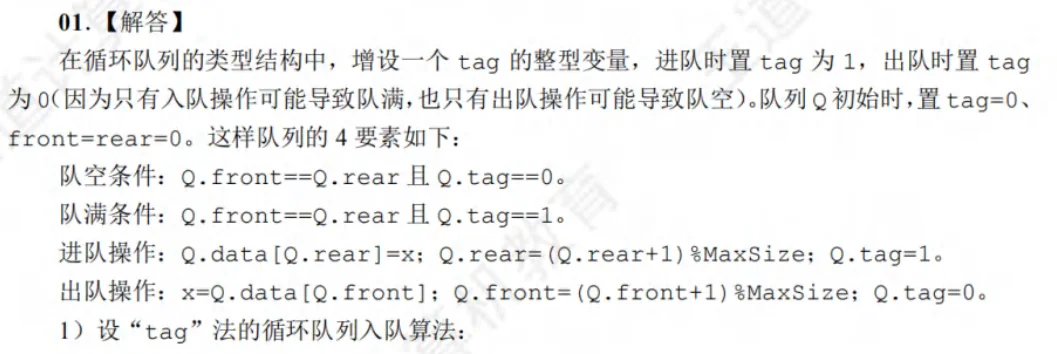 01.【解答】
在循环队列的类型结构中，增设一个 tag 的整型变量，进队时置 tag 为 1，出队时置 tag
为 0（因为只有入队操作可能导致队满，也只有出队操作可能导致队空）。队列 Q 初始时，置 tag=0、
front=rear=0。这样队列的 4 要素如下：
队空条件：Q.front==Q.rear 且 Q.tag==0。
队满条件：Q.front==Q.rear 且 Q.tag==1。
进队操作：Q.data[Q.rear]=x; Q.rear=(Q.rear+1)%MaxSize; Q.tag=1。
出队操作：x=Q.data[Q.front]; Q.front=(Q.front+1)%MaxSize; Q.tag=0。
1）设“tag”法的循环队列入队算法：